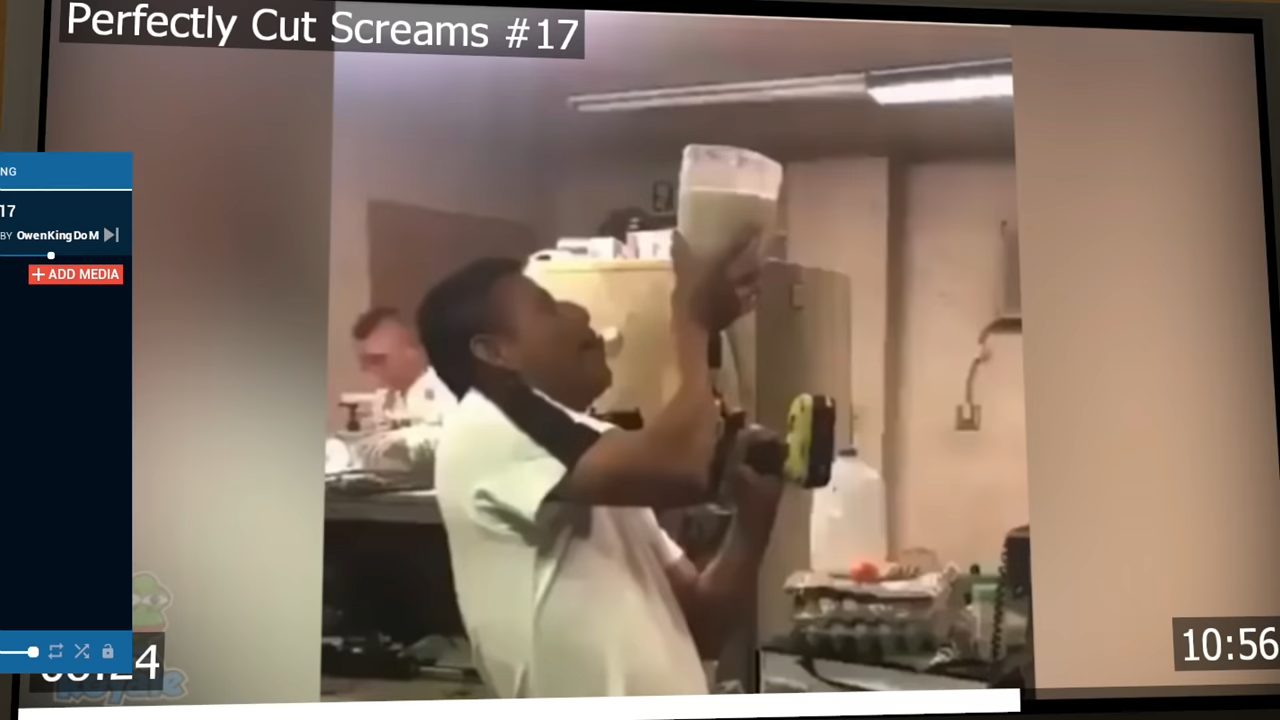 Perfectly Cut Screams #17
NG
17
BY OwenKingDoM
+ ADD MEDIA
10:56